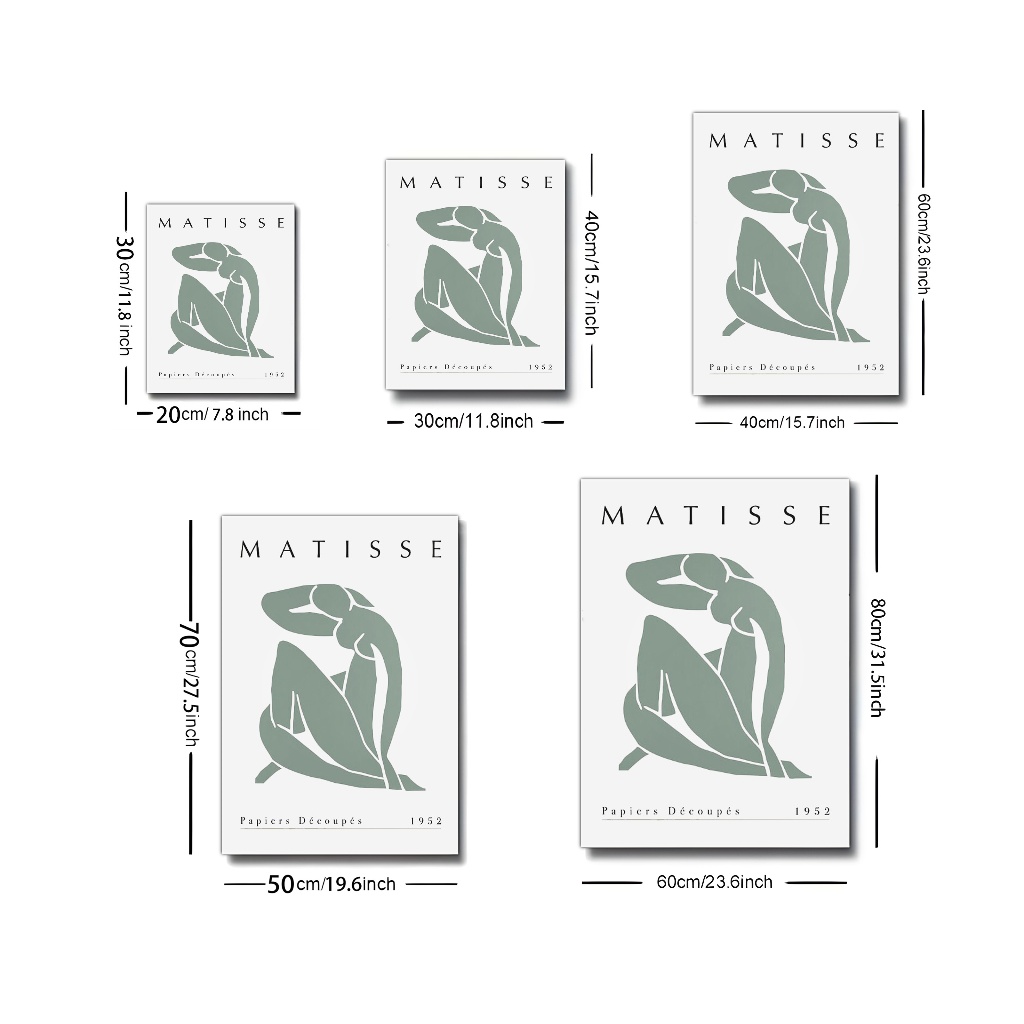 MATISSE
Papiers Découpés 1952
30cm/11.8 inch
20cm/ 7.8 inch
MATISSE
Papiers Découpés 1952
40cm/15.7inch
30cm/11.8inch
MATISSE
Papiers Découpés 1952
60cm/23.6inch
40cm/15.7inch
MATISSE
Papiers Découpés 1952
70cm/27.5inch
50cm/19.6inch
MATISSE
Papiers Découpés 1952
80cm/31.5inch
60cm/23.6inch